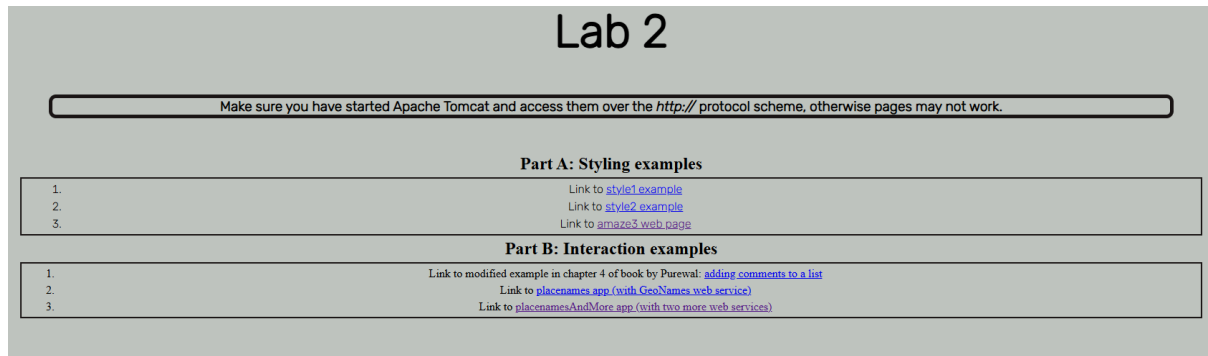 Lab 2
Make sure you have started Apache Tomcat and access them over the http:// protocol scheme, otherwise pages may not work.
Part A: Styling examples
1. Link to style1 example
2. Link to style2 example
3. Link to amaze3 web page
Part B: Interaction examples
1. Link to modified example in chapter 4 of book by Purewal: adding comments to a list
2. Link to placenames app (with GeoNames web service)
3. Link to placenamesAndMore app (with two more web services)